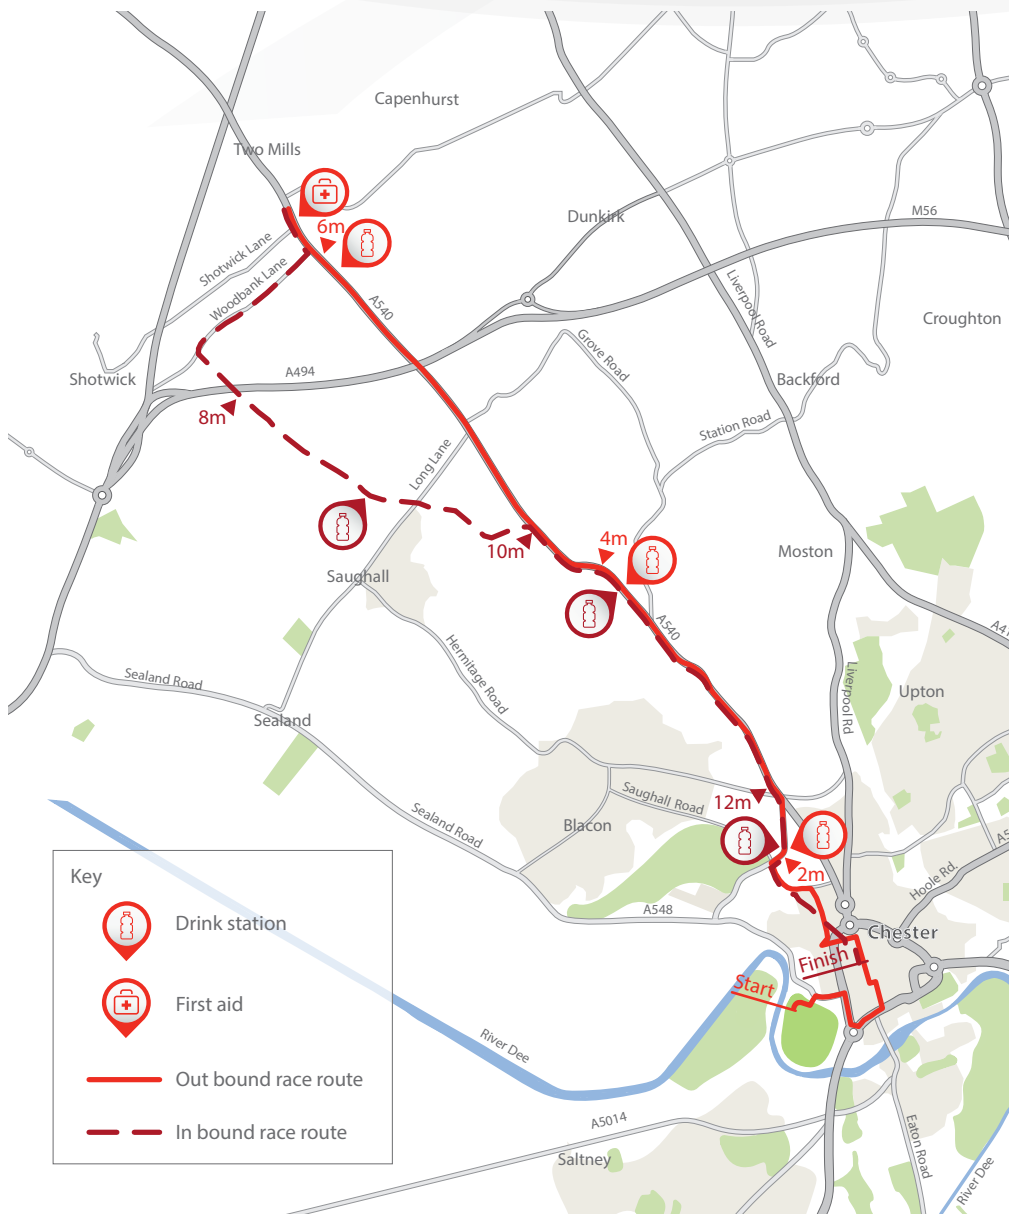 Capenhurst
Two Mills
6m
Dunkirk
M56
Shotwick Lane
Woodbank Lane
A540
Liverpool Road
Croughton
Shotwick
A494
Grove Road
Backford
8m
Station Road
Long Lane
10m
4m
Moston
Saughall
A540
A41
Hermitage Road
Sealand Road
Liverpool Rd
Upton
Sealand
12m
Saughall Road
Sealand Road
Blacon
A5
2m
Hoole Rd.
A548
Chester
Finish
Start
River Dee
A5014
Saltney
Eaton Road
River Dee
Key
Drink station
First aid
Out bound race route
In bound race route